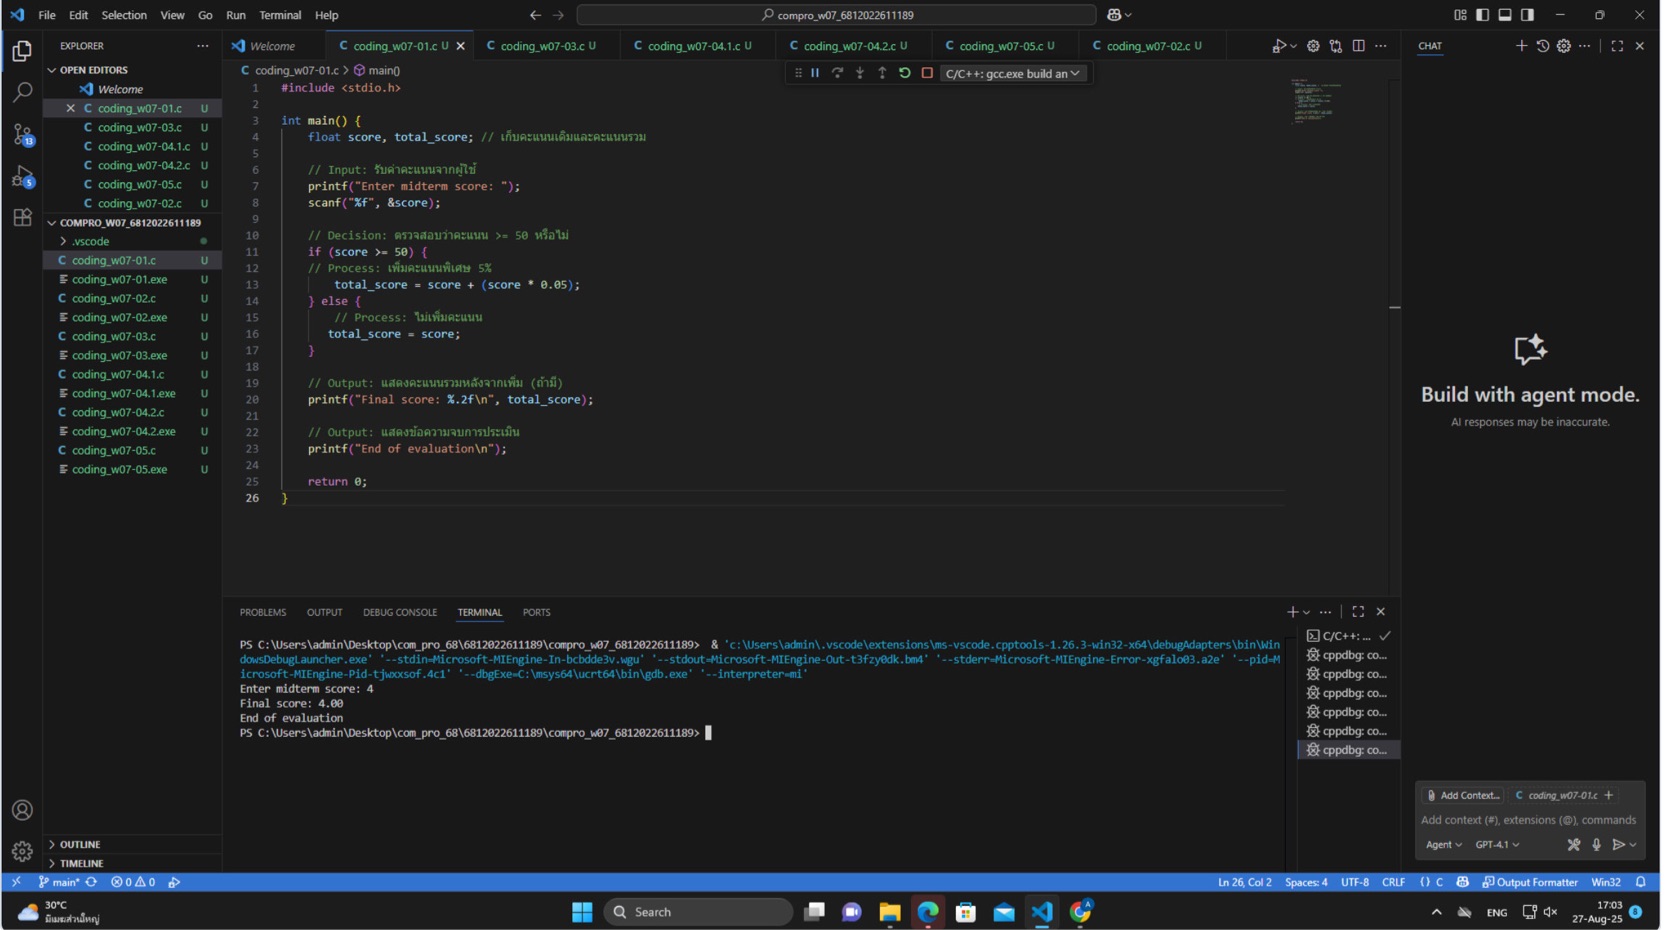 File Edit Selection View Go Run Terminal Help
compro_w07_6812022611189
EXPLORER
OPEN EDITORS
Welcome
coding_w07-01.c U
coding_w07-03.c U
coding_w07-04.1.c U
coding_w07-04.2.c U
coding_w07-05.c U
coding_w07-02.c U
COMPRO_W07_6812022611189
.vscode
C coding_w07-01.c U
coding_w07-01.exe U
C coding_w07-02.c U
coding_w07-02.exe U
C coding_w07-03.c U
coding_w07-03.exe U
C coding_w07-04.1.c U
coding_w07-04.1.exe U
C coding_w07-04.2.c U
coding_w07-04.2.exe U
C coding_w07-05.c U
coding_w07-05.exe U
OUTLINE
TIMELINE
Welcome C coding_w07-01.c U C coding_w07-03.c U C coding_w07-04.1.c U C coding_w07-04.2.c U C coding_w07-05.c U C coding_w07-02.c U
C coding_w07-01.c > main()
C/C++: gcc.exe build an
1 #include <stdio.h>
2
3 int main() {
4 float score, total_score; // เก็บคะแนนเดิมและคะแนนรวม
5
6 // Input: รับค่าคะแนนจากผู้ใช้
7 printf("Enter midterm score: ");
8 scanf("%f", &score);
9
10 // Decision: ตรวจสอบว่าคะแนน >= 50 หรือไม่
11 if (score >= 50) {
12 // Process: เพิ่มคะแนนพิเศษ 5%
13 total_score = score + (score * 0.05);
14 } else {
15 // Process: ไม่เพิ่มคะแนน
16 total_score = score;
17 }
18
19 // Output: แสดงคะแนนรวมหลังจากเพิ่ม (ถ้ามี)
20 printf("Final score: %.2f\n", total_score);
21
22 // Output: แสดงข้อความจบการประเมิน
23 printf("End of evaluation\n");
24
25 return 0;
26 }
PROBLEMS OUTPUT DEBUG CONSOLE TERMINAL PORTS
PS C:\Users\admin\Desktop\com_pro_68\6812022611189\compro_w07_6812022611189> & 'c:\Users\admin\.vscode\extensions\ms-vscode.cpptools-1.26.3-win32-x64\debugAdapters\bin\Win
dowsDebugLauncher.exe' '--stdin=Microsoft-MIEngine-In-bcbdde3v.wgu' '--stdout=Microsoft-MIEngine-Out-t3fzy0dk.bm4' '--stderr=Microsoft-MIEngine-Error-xgfalo03.a2e' '--pid=M
icrosoft-MIEngine-Pid-tjwxxsof.4c1' '--dbgExe=C:\msys64\ucrt64\bin\gdb.exe' '--interpreter=mi'
Enter midterm score: 4
Final score: 4.00
End of evaluation
PS C:\Users\admin\Desktop\com_pro_68\6812022611189\compro_w07_6812022611189>
C/C++: ...
cppdbg: co...
cppdbg: co...
cppdbg: co...
cppdbg: co...
cppdbg: co...
cppdbg: co...
CHAT
Build with agent mode.
AI responses may be inaccurate.
Add Context... C coding_w07-01.c +
Add context (#), extensions (@), commands
Agent GPT-4.1
13
5
main* 0 0 Ln 26, Col 2 Spaces: 4 UTF-8 CRLF {} C Output Formatter Win32
30°C
มีเมฆส่วนใหญ่
Search
ENG
17:03
27-Aug-25
8